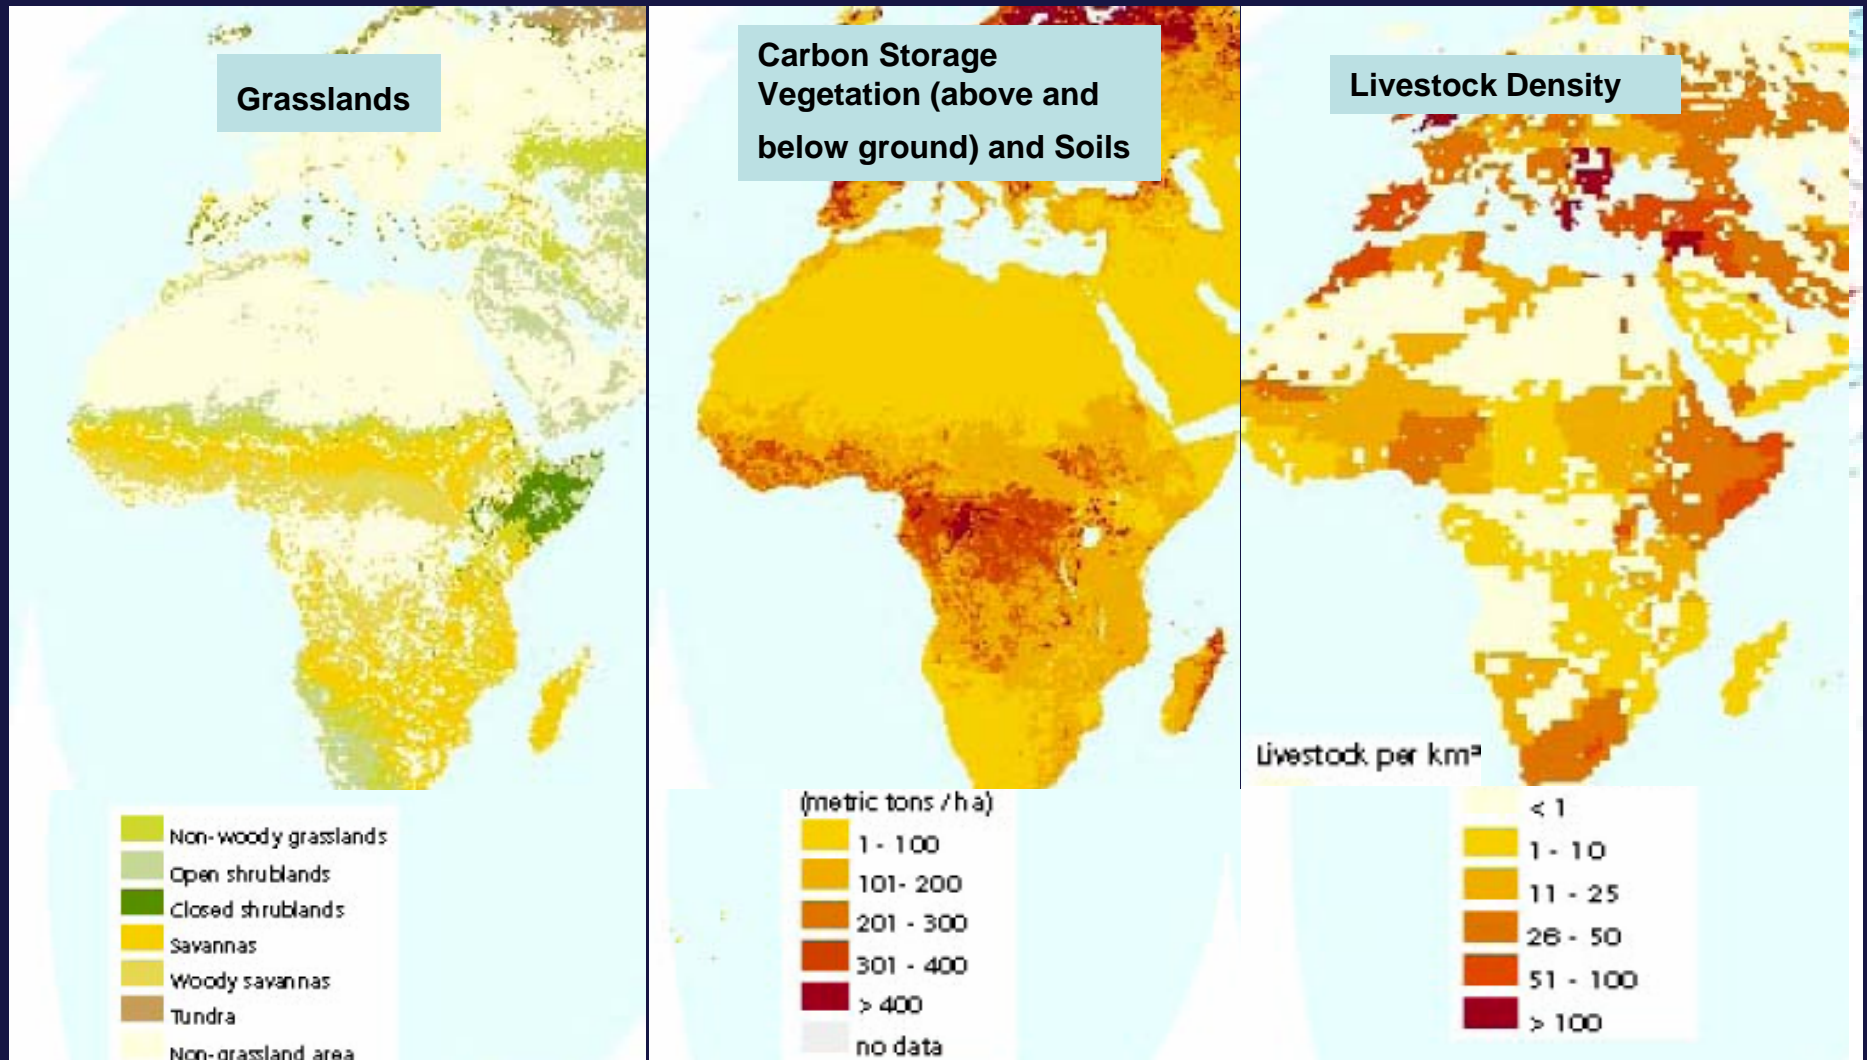 Grasslands
Carbon Storage
Vegetation (above and
below ground) and Soils
Livestock Density
Non-woody grasslands
Open shrublands
Closed shrublands
Savannas
Woody savannas
Tundra
Non-grassland area
(metric tons / ha)
1 - 100
101- 200
201 - 300
301 - 400
> 400
no data
Livestock per km²
< 1
1 - 10
11 - 25
26 - 50
51 - 100
> 100